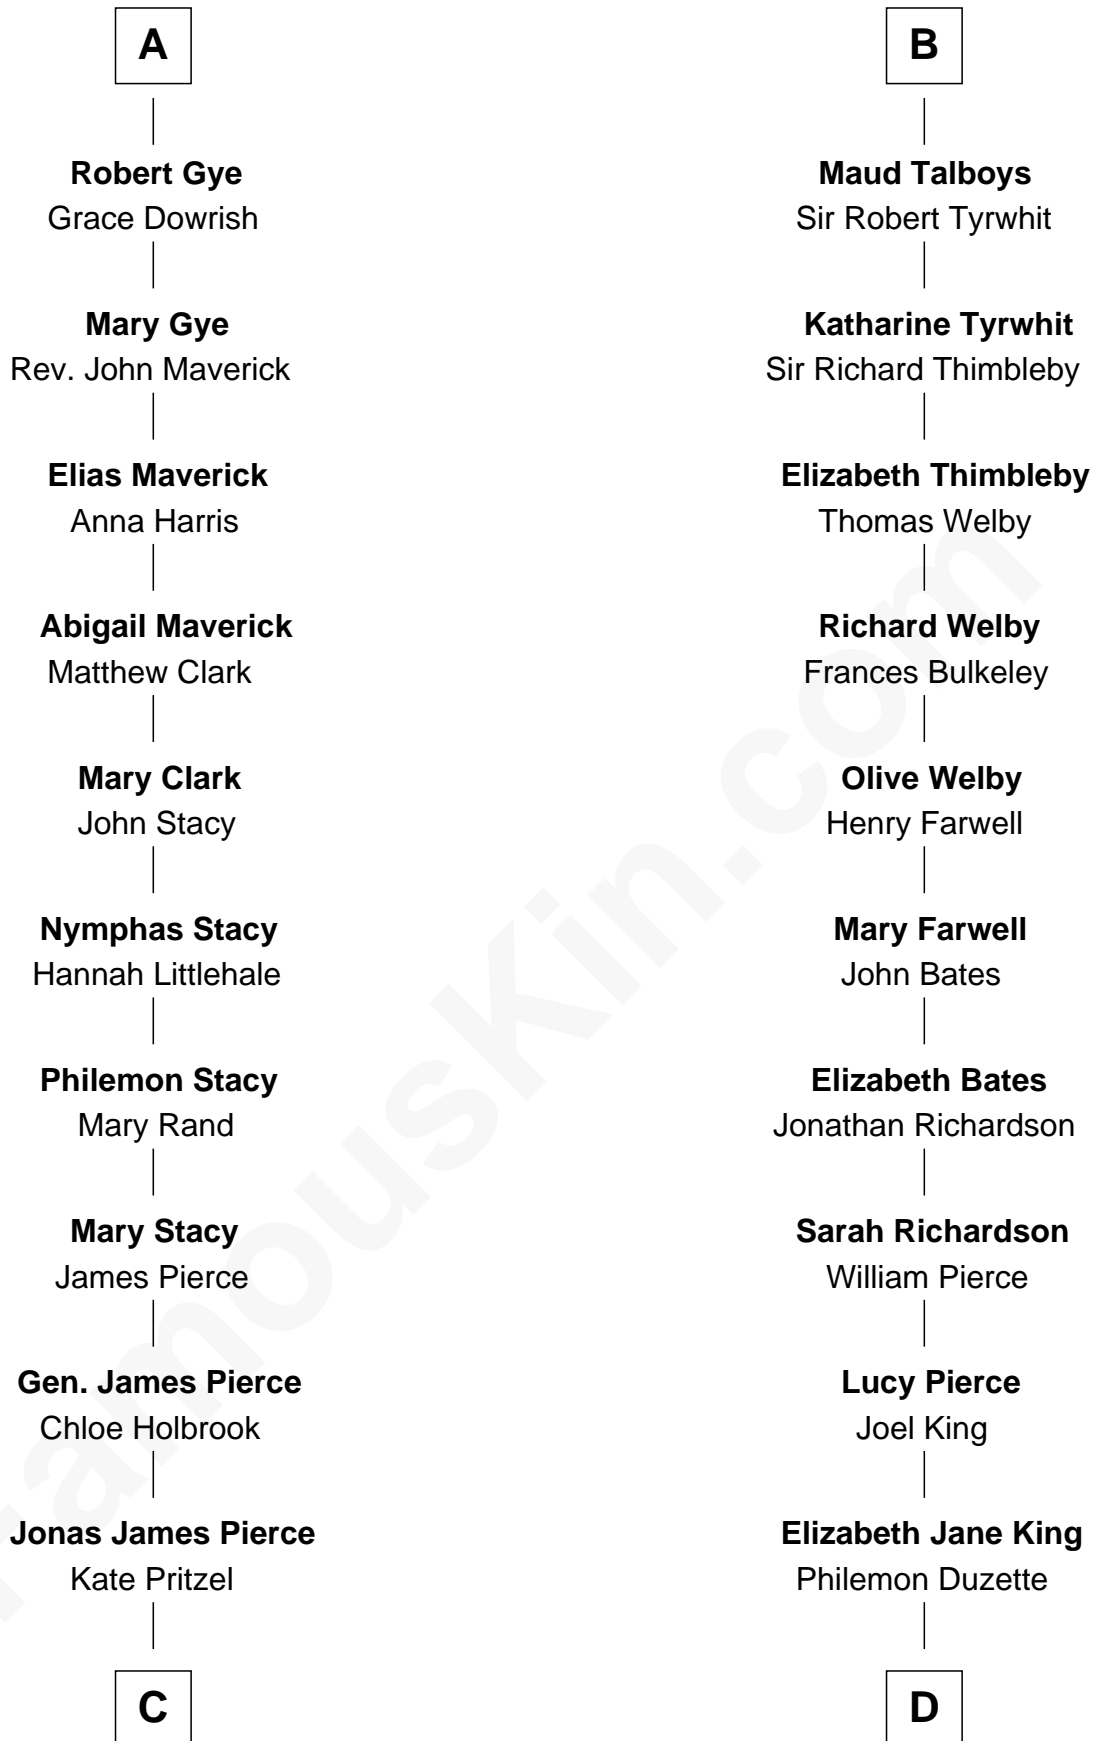 A
Robert Gye
Grace Dowrish
Mary Gye
Rev. John Maverick
Elias Maverick
Anna Harris
Abigail Maverick
Matthew Clark
Mary Clark
John Stacy
Nymphas Stacy
Hannah Littlehale
Philemon Stacy
Mary Rand
Mary Stacy
James Pierce
Gen. James Pierce
Chloe Holbrook
Jonas James Pierce
Kate Pritzel
C
B
Maud Talboys
Sir Robert Tyrwhit
Katharine Tyrwhit
Sir Richard Thimbleby
Elizabeth Thimbleby
Thomas Welby
Richard Welby
Frances Bulkeley
Olive Welby
Henry Farwell
Mary Farwell
John Bates
Elizabeth Bates
Jonathan Richardson
Sarah Richardson
William Pierce
Lucy Pierce
Joel King
Elizabeth Jane King
Philemon Duzette
D
FamousKin.com